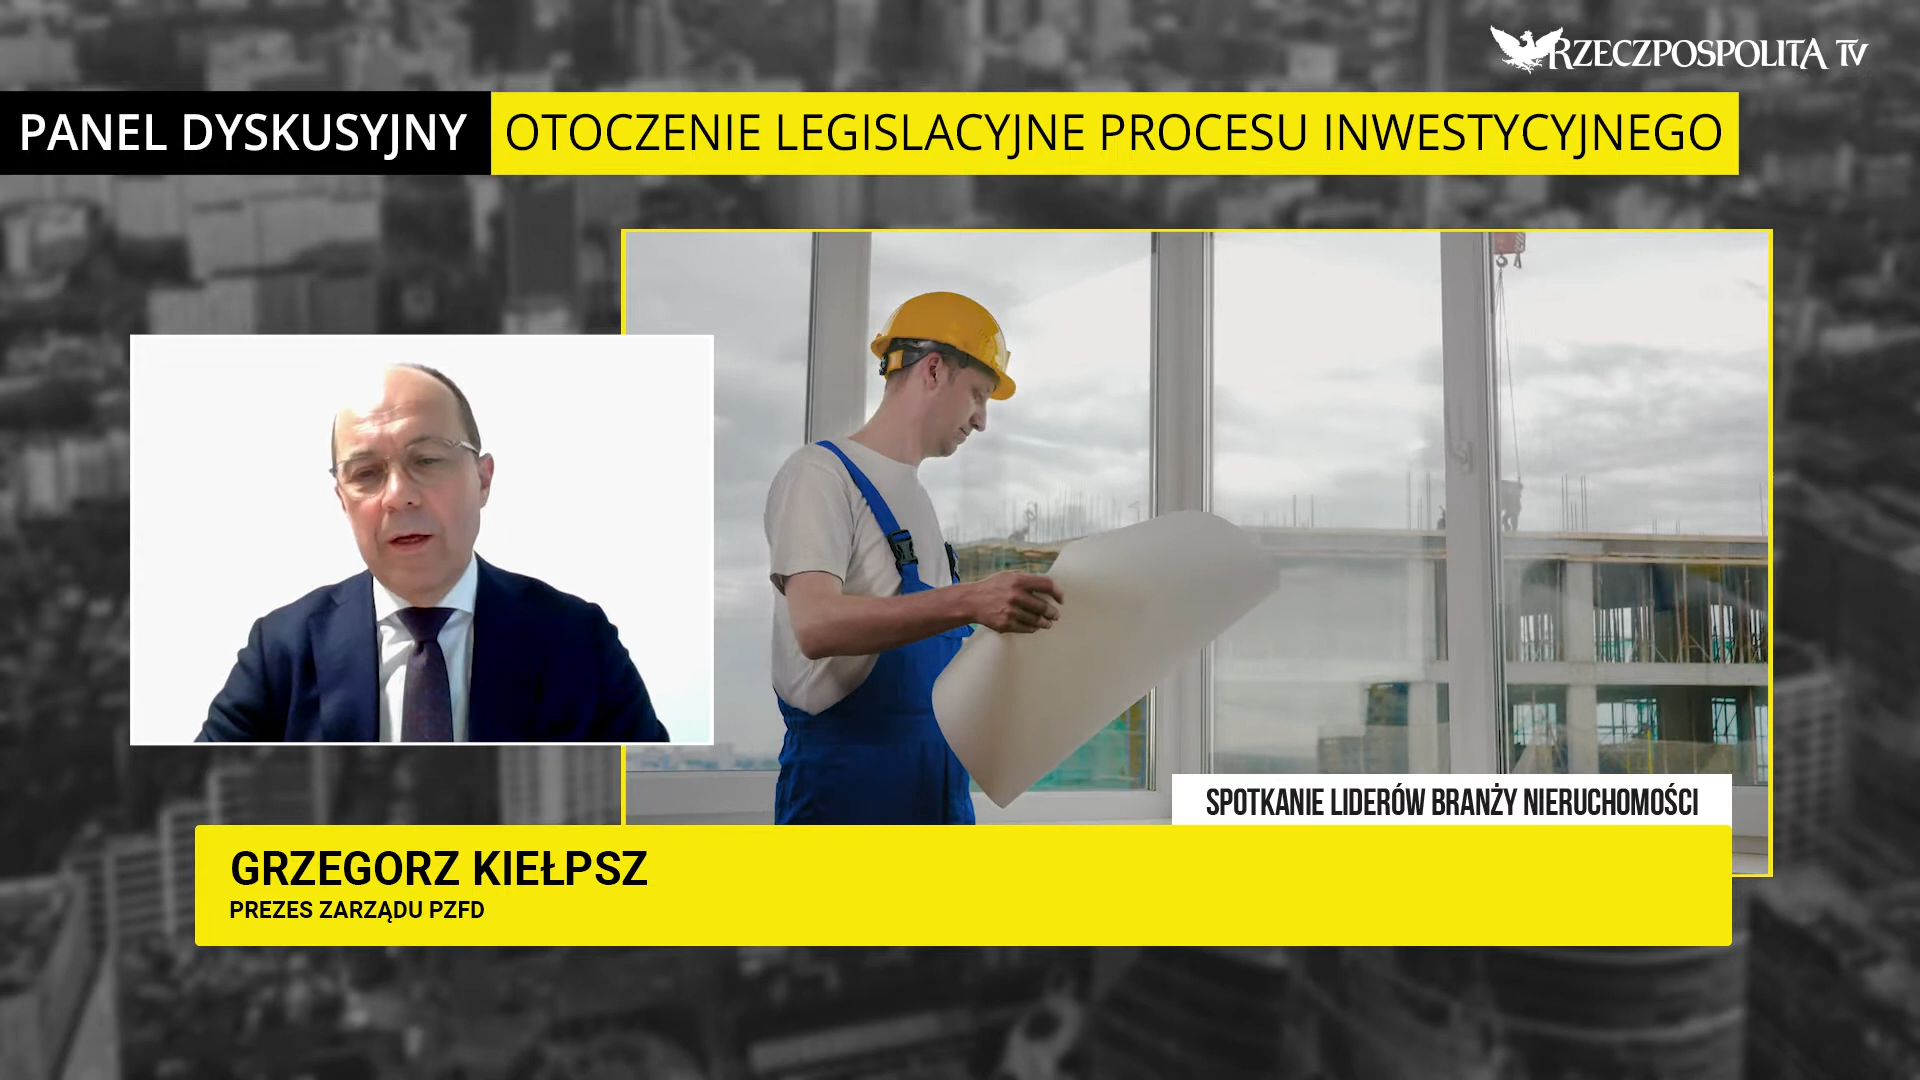 RZECZPOSPOLITA TV
PANEL DYSKUSYJNY OTOCZENIE LEGISLACYJNE PROCESU INWESTYCYJNEGO
SPOTKANIE LIDERÓW BRANŻY NIERUCHOMOŚCI
GRZEGORZ KIEŁPSZ
PREZES ZARZĄDU PZFD